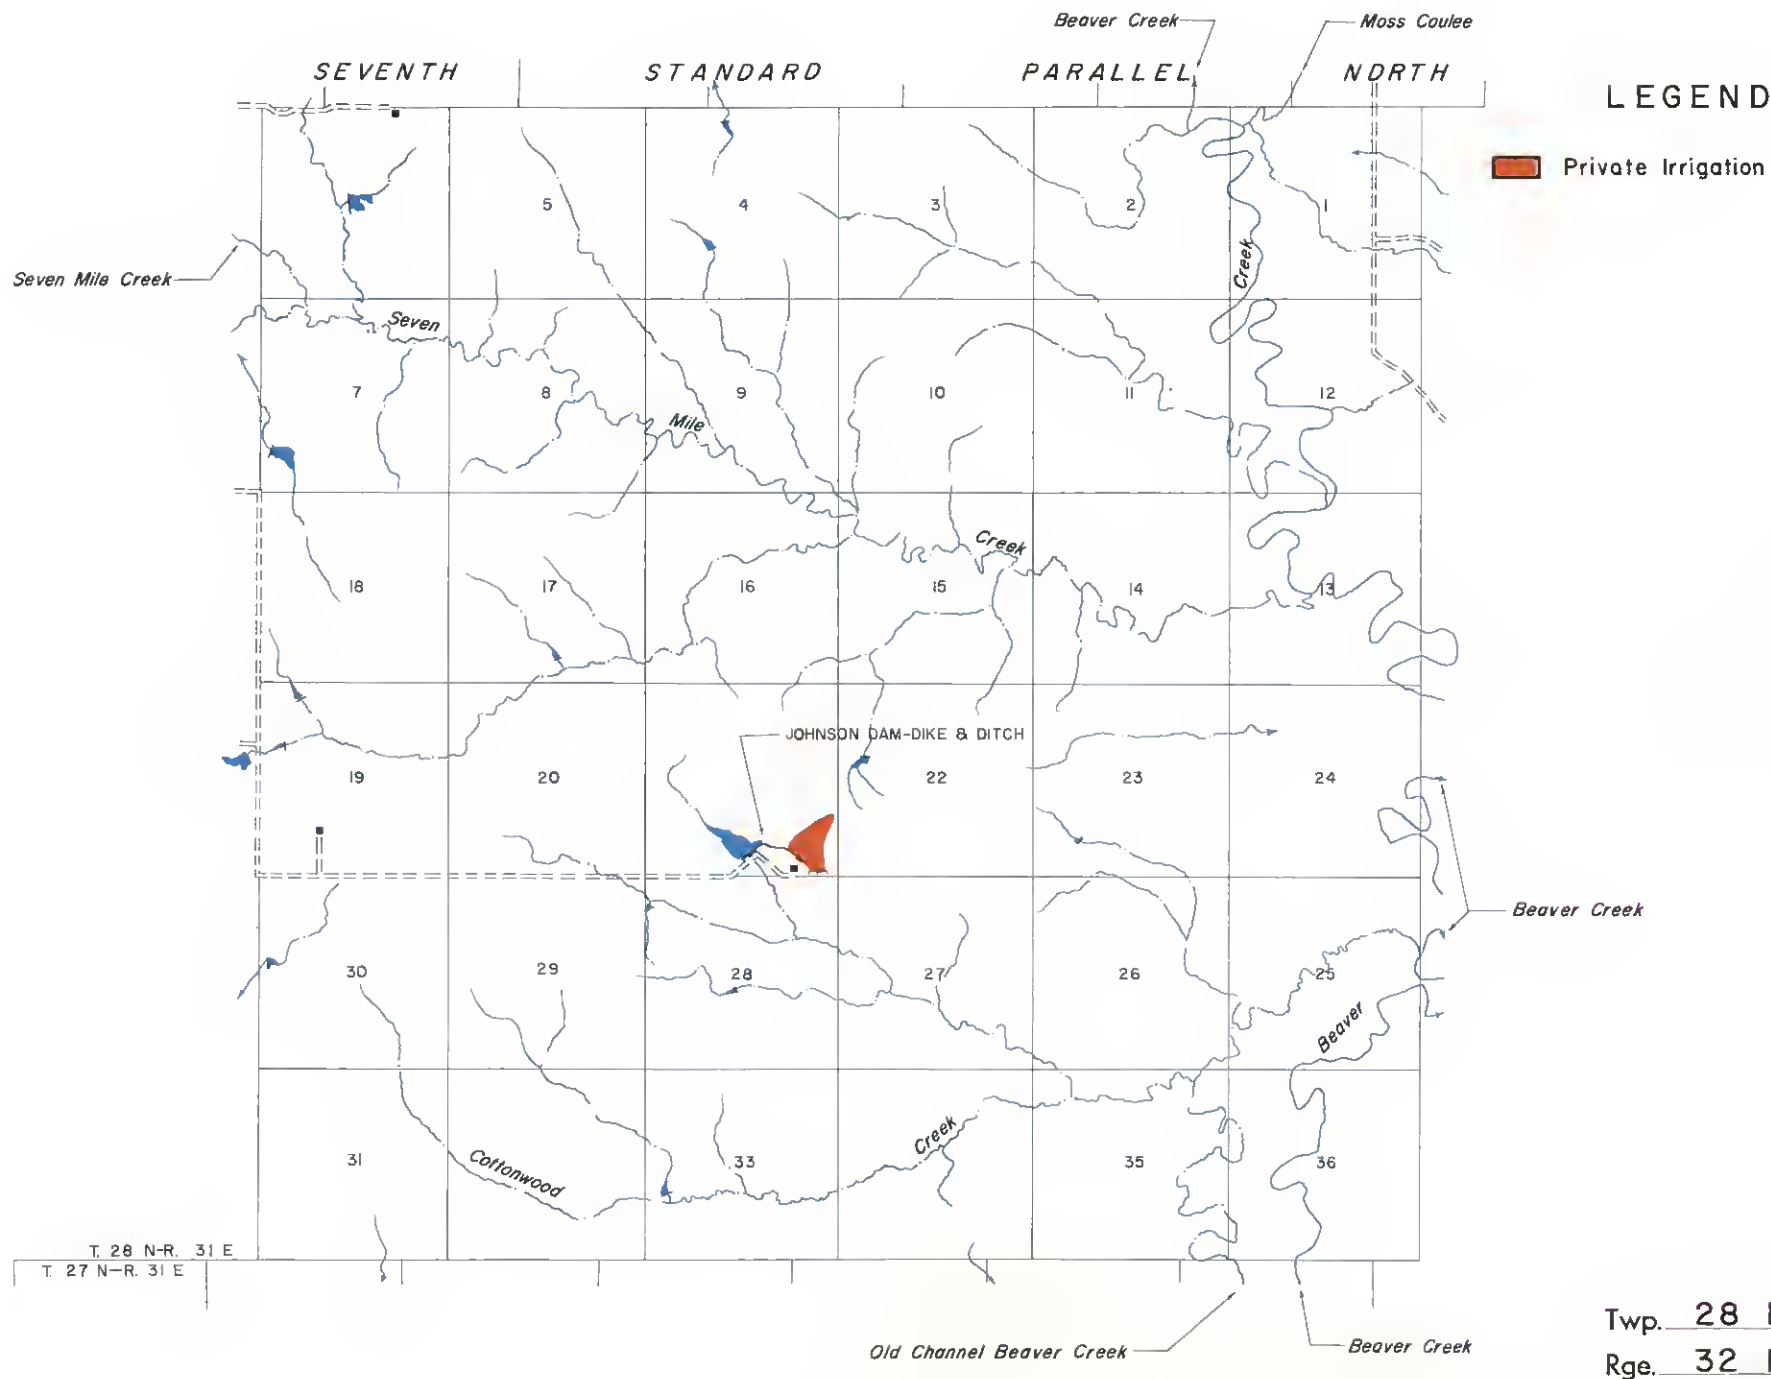 Beaver Creek
Moss Coulee
SEVENTH STANDARD PARALLEL NORTH
LEGEND
Private Irrigation
5 4 3 2 1
Seven Mile Creek
Creek
Seven
7 8 9 10 11 12
Mile
Creek
18 17 16 15 14 13
JOHNSON DAM-DIKE & DITCH
19 20 22 23 24
Beaver Creek
30 29 28 27 26 25
Beaver
Creek
31 33 35 36
Cottonwood
T. 28 N-R. 31 E
T. 27 N-R. 31 E
Twp. 28
Old Channel Beaver Creek
Beaver Creek
Rge. 32